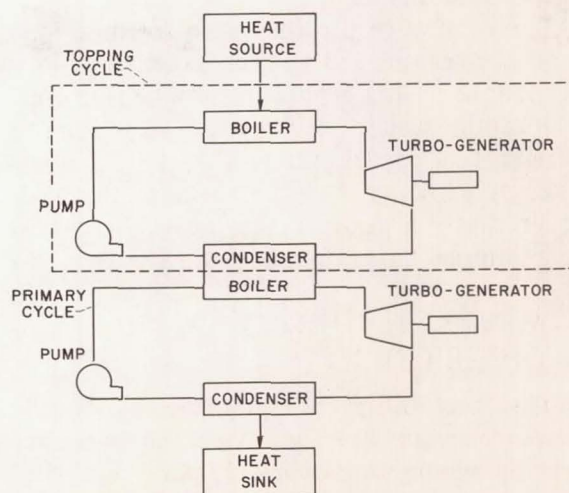 HEAT
SOURCE
TOPPING
CYCLE
BOILER
TURBO-GENERATOR
PUMP
CONDENSER
BOILER
PRIMARY
CYCLE
TURBO-GENERATOR
PUMP
CONDENSER
HEAT
SINK